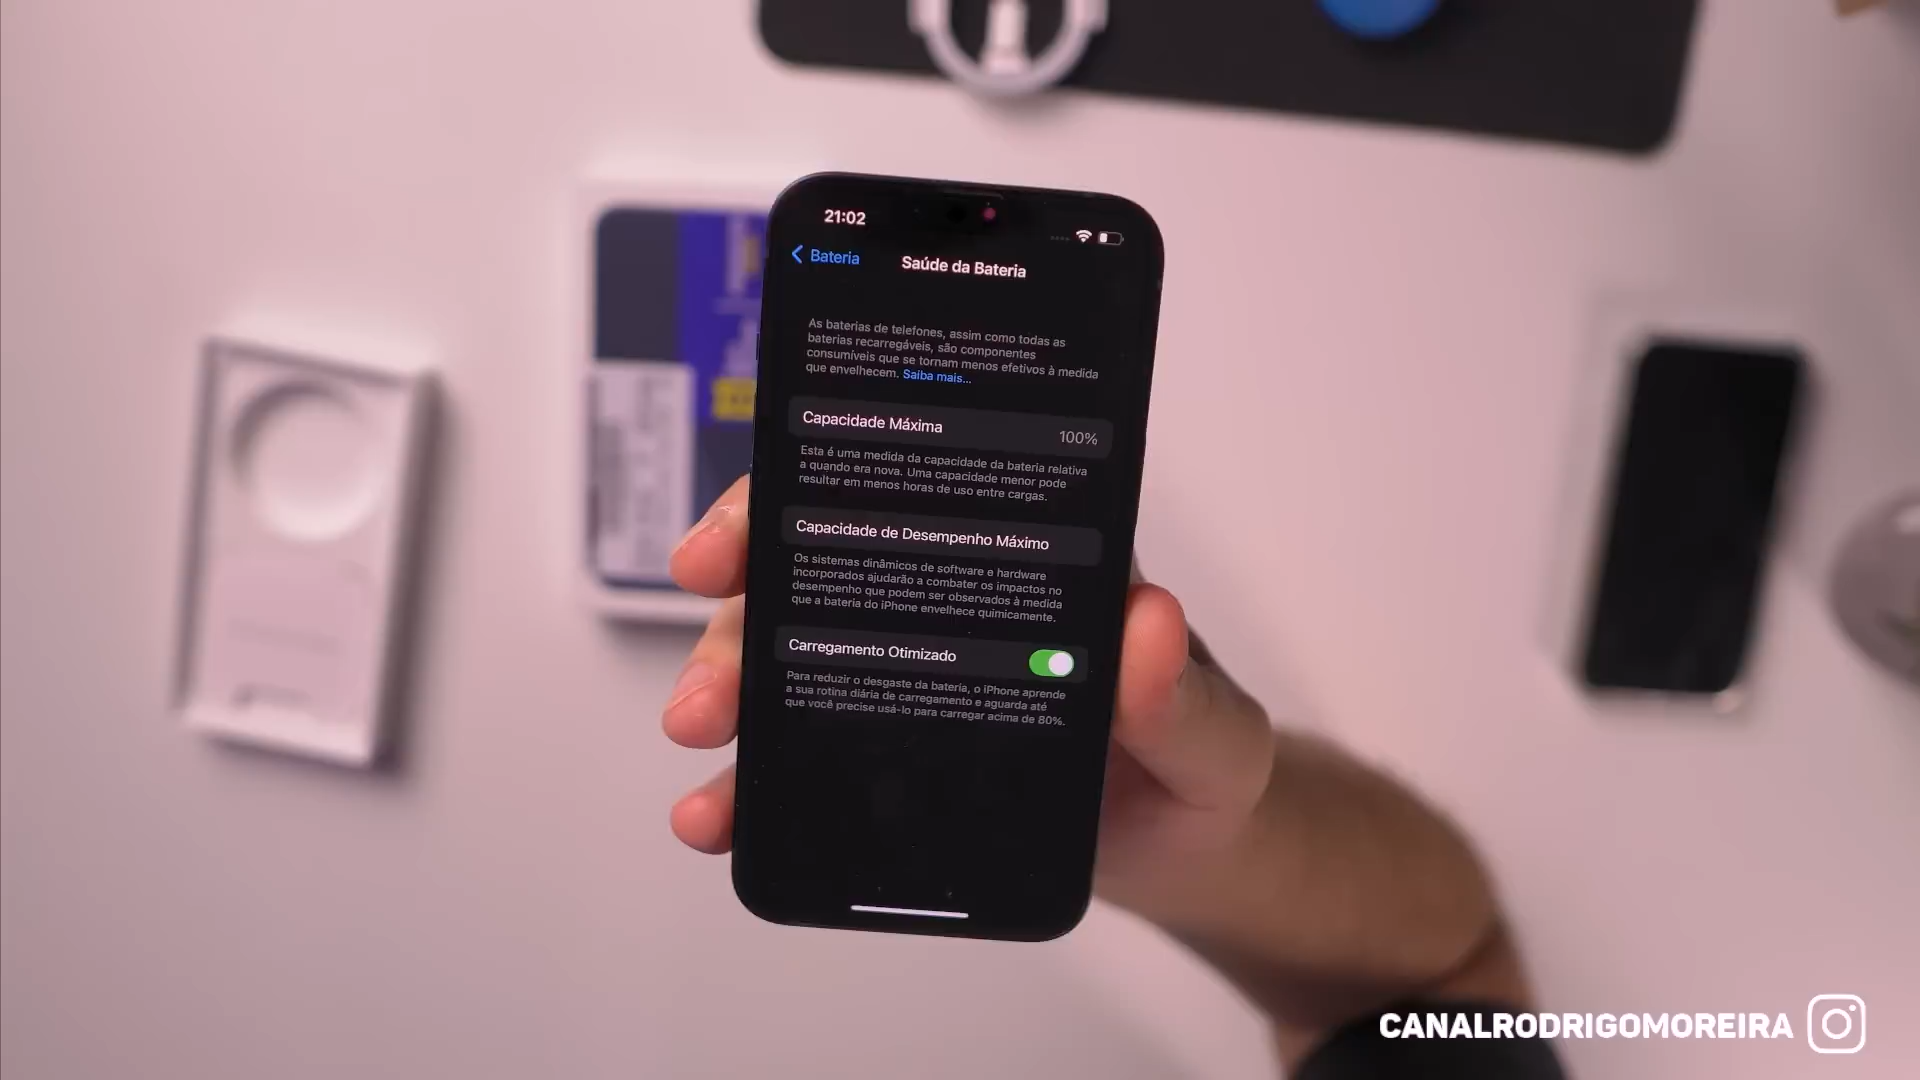 21:02
Bateria
Saúde da Bateria
As baterias de telefones, assim como todas as
baterias recarregáveis, são componentes
consumíveis que se tornam menos efetivos à medida
que envelhecem. Saiba mais...
Capacidade Máxima
100%
Esta é uma medida da capacidade da bateria relativa
a quando era nova. Uma capacidade menor pode
resultar em menos horas de uso entre cargas.
Capacidade de Desempenho Máximo
Os sistemas dinâmicos de software e hardware
incorporados ajudarão a combater os impactos no
desempenho que podem ser observados à medida
que a bateria do iPhone envelhece quimicamente.
Carregamento Otimizado
Para reduzir o desgaste da bateria, o iPhone aprende
a sua rotina diária de carregamento e aguarda até
que você precise usá-lo para carregar acima de 80%.
CANALRODRIGOMOREIRA